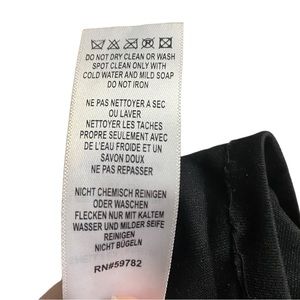 DO NOT DRY CLEAN OR WASH
SPOT CLEAN ONLY WITH
COLD WATER AND MILD SOAP
DO NOT IRON
NE PAS NETTOYER A SEC
OU LAVER
NETTOYER LES TACHES
PROPRE SEULEMENT AVEC
DE L'EAU FROIDE ET UN
SAVON DOUX
NE PAS REPASSER
NICHT CHEMISCH REINIGEN
ODER WASCHEN
FLECKEN NUR MIT KALTEM
WASSER UND MILDER SEIFE
REINIGEN
NICHT BÜGELN
RN#59782